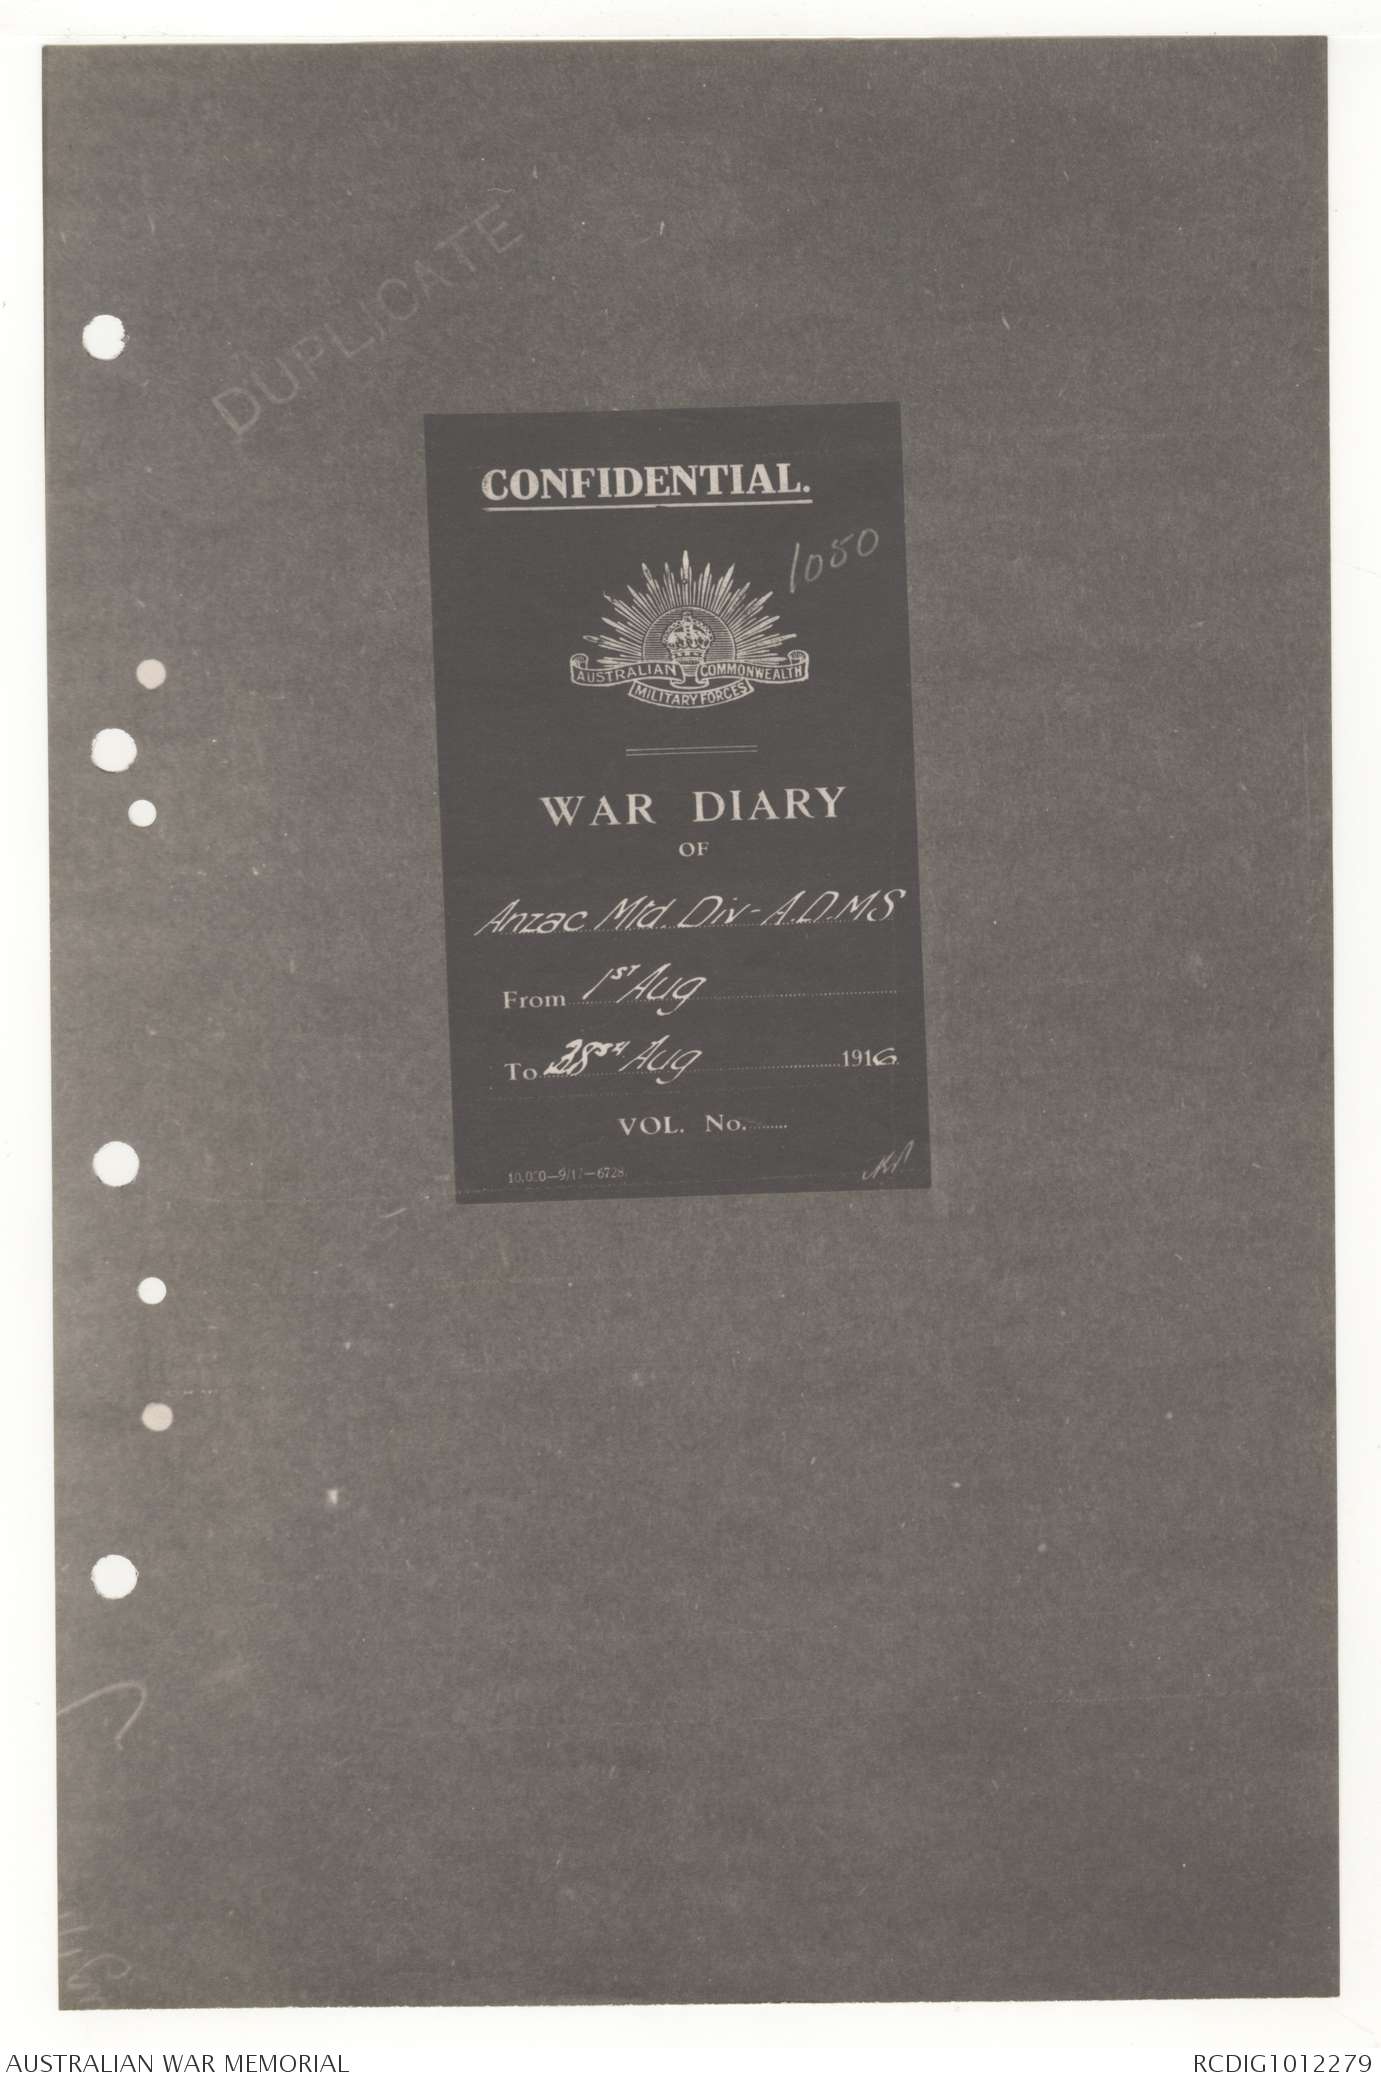 DUPLICATE
CONFIDENTIAL.
1050
AUSTRALIAN COMMONWEALTH
MILITARY FORCES
WAR DIARY
OF
Anzac Mtd. Div- A.D.M.S
From 1ST Aug
To Aug 1916
VOL. No.
10,000—9/17—6728.
AUSTRALIAN WAR MEMORIAL
RCDIG1012279